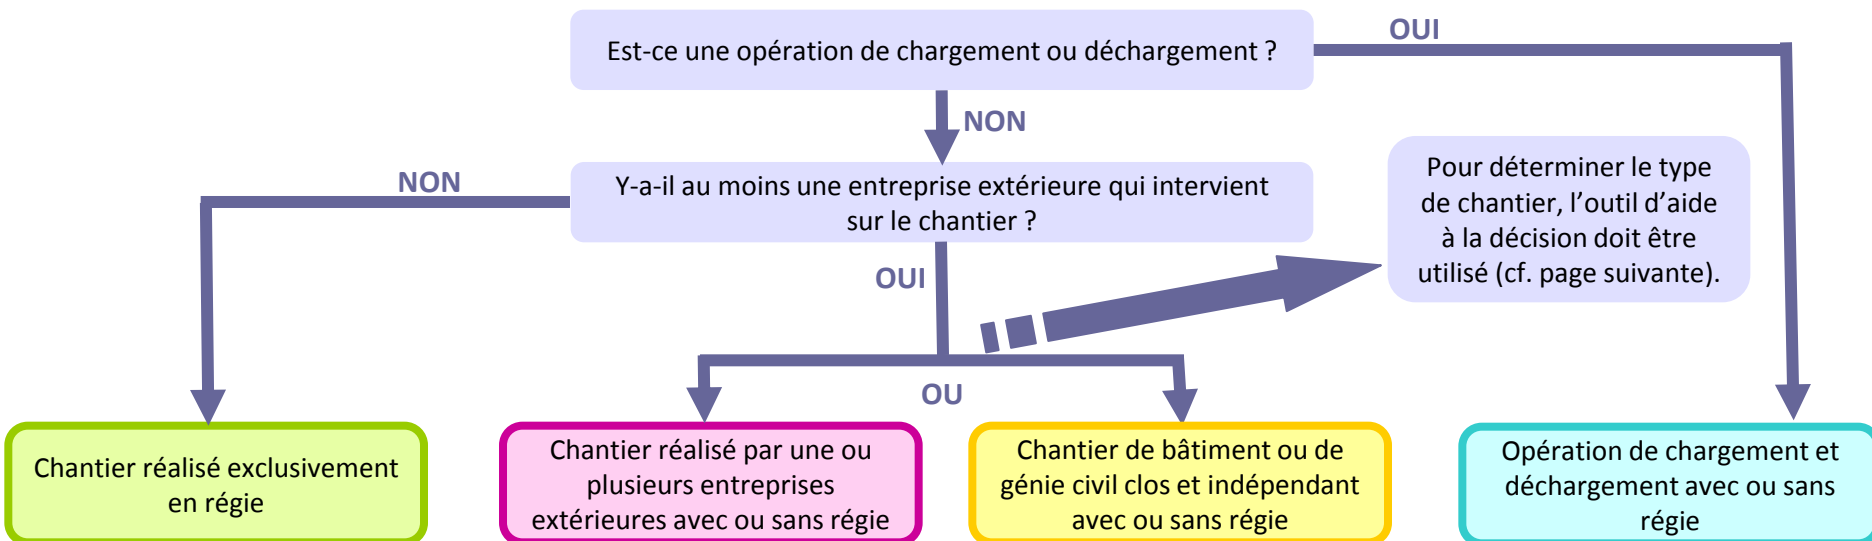 OUI
Est-ce une opération de chargement ou déchargement ?
NON
Pour déterminer le type
de chantier, l’outil d’aide
à la décision doit être
utilisé (cf. page suivante).
NON
Y-a-il au moins une entreprise extérieure qui intervient
sur le chantier ?
OUI
OU
Chantier réalisé exclusivement
en régie
Chantier réalisé par une ou
plusieurs entreprises
extérieures avec ou sans régie
Chantier de bâtiment ou de
génie civil clos et indépendant
avec ou sans régie
Opération de chargement et
déchargement avec ou sans
régie